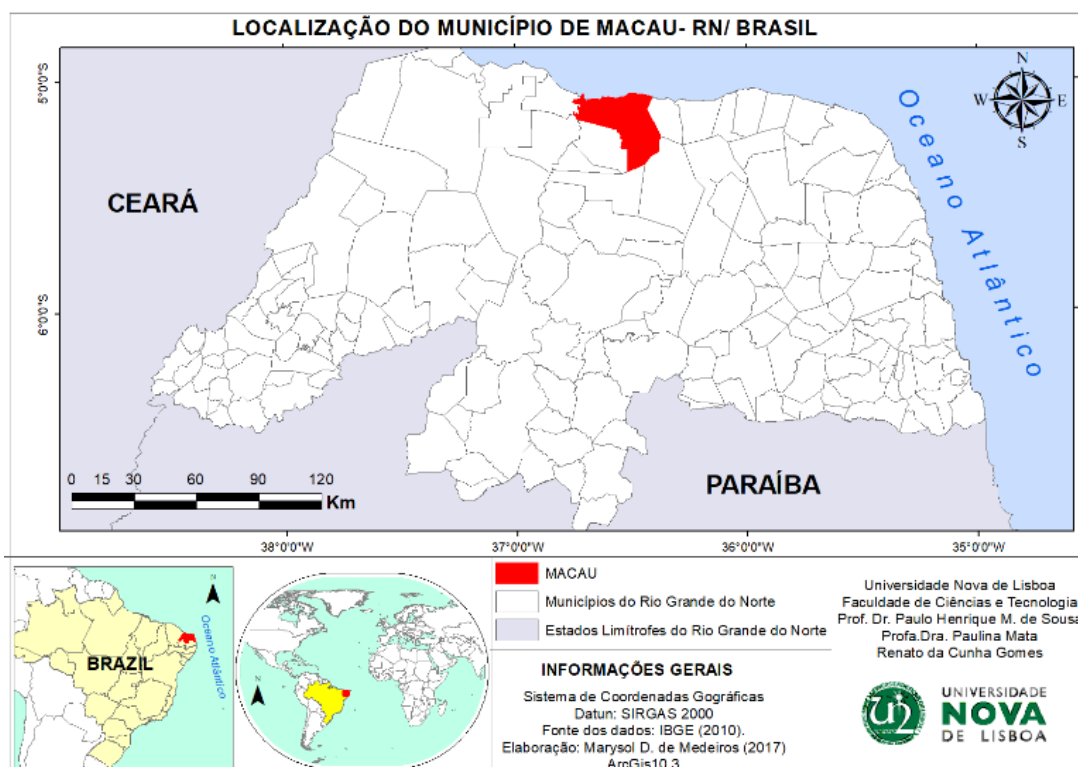 LOCALIZAÇÃO DO MUNICÍPIO DE MACAU- RN/ BRASIL
5°0'0"S
6°0'0"S
N
W
E
S
Oceano Atlântico
CEARÁ
PARAÍBA
0 15 30 60 90 120
Km
38°0'0"W 37°0'0"W 36°0'0"W 35°0'0"W
N
Oceano Atlântico
BRAZIL
N
MACAU
Municípios do Rio Grande do Norte
Estados Limítrofes do Rio Grande do Norte
INFORMAÇÕES GERAIS
Sistema de Coordenadas Gográficas
Datun: SIRGAS 2000
Fonte dos dados: IBGE (2010).
Elaboração: Marysol D. de Medeiros (2017)
ArcGis10.3
Universidade Nova de Lisboa
Faculdade de Ciências e Tecnologia
Prof. Dr. Paulo Henrique M. de Sousa
Profa.Dra. Paulina Mata
Renato da Cunha Gomes
UNIVERSIDADE
NOVA
DE LISBOA